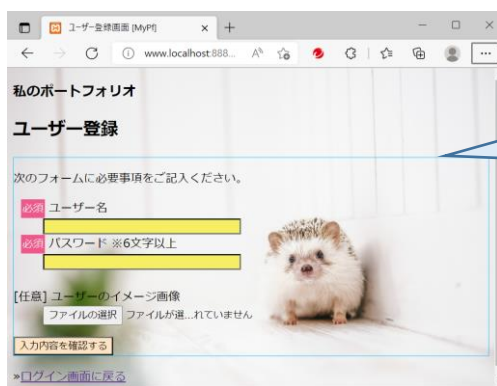 ユーザー登録画面 [MyPf]
www.localhost:888...
私のポートフォリオ
ユーザー登録
次のフォームに必要事項をご記入ください。
必須 ユーザー名
必須 パスワード ※6文字以上
[任意] ユーザーのイメージ画像
ファイルの選択 ファイルが選...れていません
入力内容を確認する
»ログイン画面に戻る